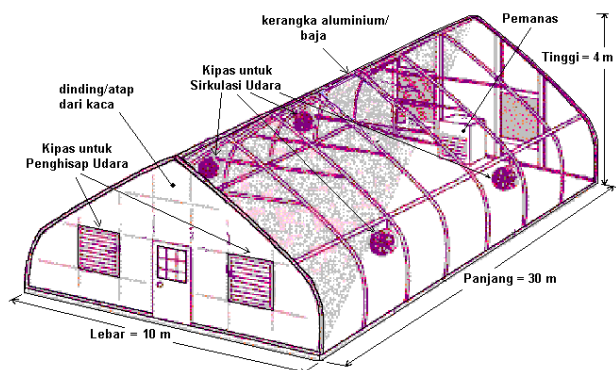 kerangka aluminium/
baja
Pemanas
Tinggi = 4 m
Kipas untuk
Sirkulasi Udara
dinding/atap
dari kaca
Kipas untuk
Penghisap Udara
Panjang = 30 m
Lebar = 10 m